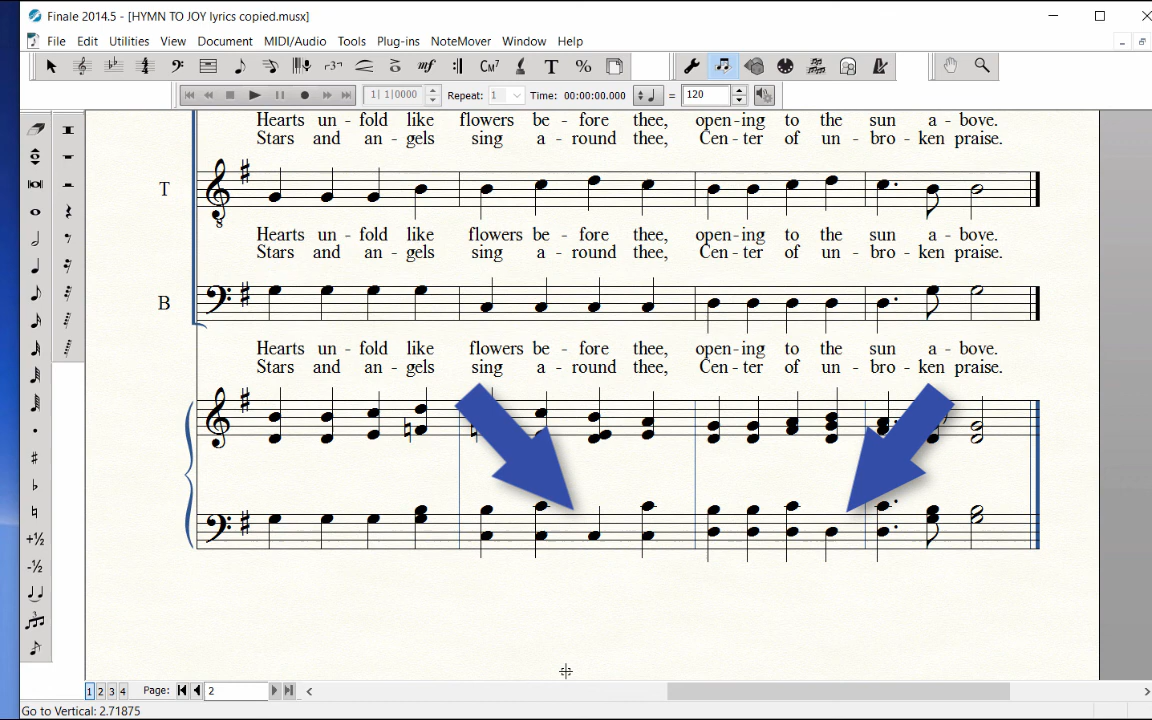 Finale 2014.5 - [HYMN TO JOY lyrics copied.musx]
File Edit Utilities View Document MIDI/Audio Tools Plug-ins NoteMover Window Help
1| 1|0000 Repeat: 1 Time: 00:00:00.000 = 120
Hearts un - fold like flowers be - fore thee, open - ing to the sun a - bove.
Stars and an - gels sing a - round thee, Cen - ter of un - bro - ken praise.
T
8
Hearts un - fold like flowers be - fore thee, open - ing to the sun a - bove.
Stars and an - gels sing a - round thee, Cen - ter of un - bro - ken praise.
B
Hearts un - fold like flowers be - fore thee, open - ing to the sun a - bove.
Stars and an - gels sing a - round thee, Cen - ter of un - bro - ken praise.
+½
-½
1 2 3 4 Page: 2
Go to Vertical: 2.71875